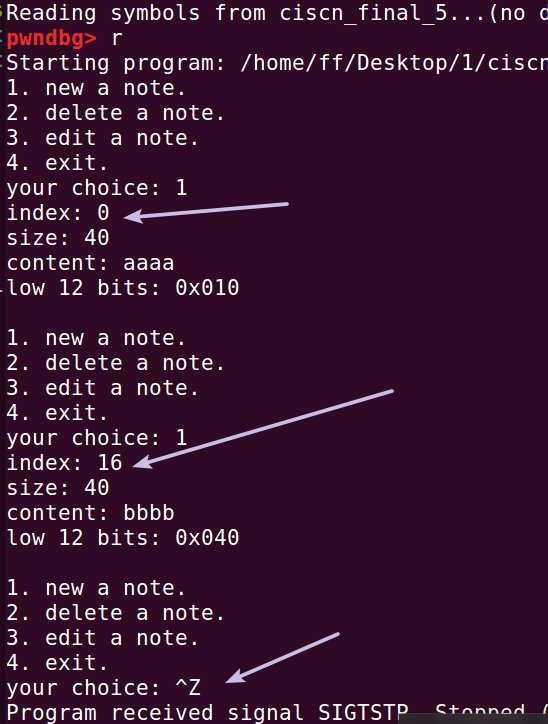 Reading symbols from ciscn_final_5...(no d
pwndbg> r
Starting program: /home/ff/Desktop/1/ciscn
1. new a note.
2. delete a note.
3. edit a note.
4. exit.
your choice: 1
index: 0
size: 40
content: aaaa
low 12 bits: 0x010
1. new a note.
2. delete a note.
3. edit a note.
4. exit.
your choice: 1
index: 16
size: 40
content: bbbb
low 12 bits: 0x040
1. new a note.
2. delete a note.
3. edit a note.
4. exit.
your choice: ^Z
Program received signal SIGTSTP, Stopped (